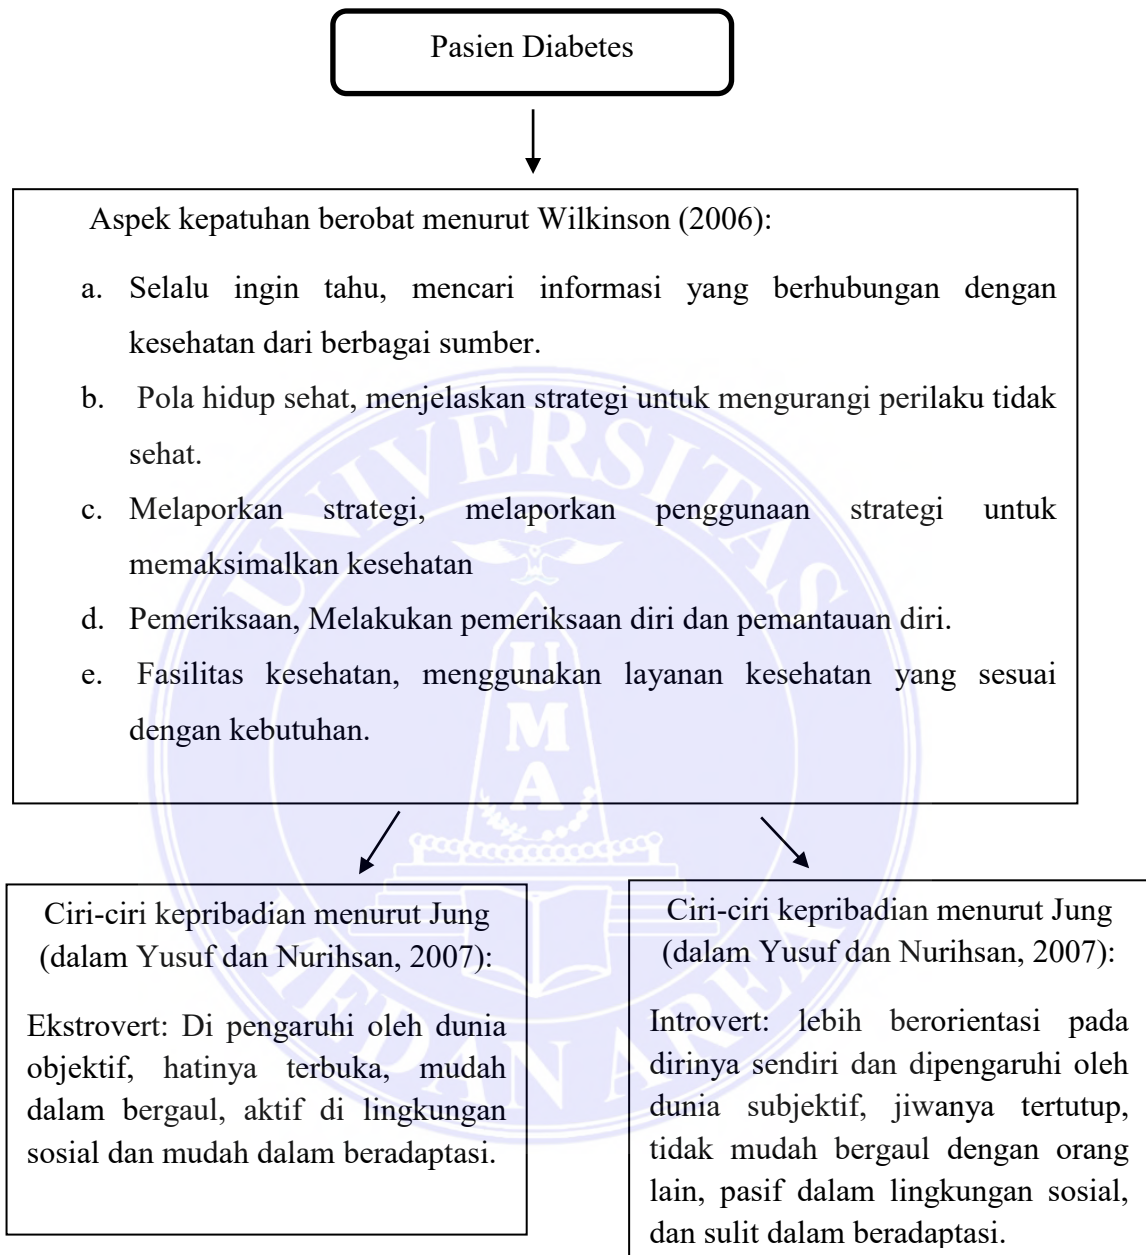 Pasien Diabetes
Aspek kepatuhan berobat menurut Wilkinson (2006):
a. Selalu ingin tahu, mencari informasi yang berhubungan dengan
kesehatan dari berbagai sumber.
b. Pola hidup sehat, menjelaskan strategi untuk mengurangi perilaku tidak
sehat.
c. Melaporkan strategi, melaporkan penggunaan strategi untuk
memaksimalkan kesehatan
d. Pemeriksaan, Melakukan pemeriksaan diri dan pemantauan diri.
e. Fasilitas kesehatan, menggunakan layanan kesehatan yang sesuai
dengan kebutuhan.
Ciri-ciri kepribadian menurut Jung
(dalam Yusuf dan Nurihsan, 2007):
Ekstrovert: Di pengaruhi oleh dunia
objektif, hatinya terbuka, mudah
dalam bergaul, aktif di lingkungan
sosial dan mudah dalam beradaptasi.
Ciri-ciri kepribadian menurut Jung
(dalam Yusuf dan Nurihsan, 2007):
Introvert: lebih berorientasi pada
dirinya sendiri dan dipengaruhi oleh
dunia subjektif, jiwanya tertutup,
tidak mudah bergaul dengan orang
lain, pasif dalam lingkungan sosial,
dan sulit dalam beradaptasi.
UNIVERSITAS
MEDAN AREA
U
M
A